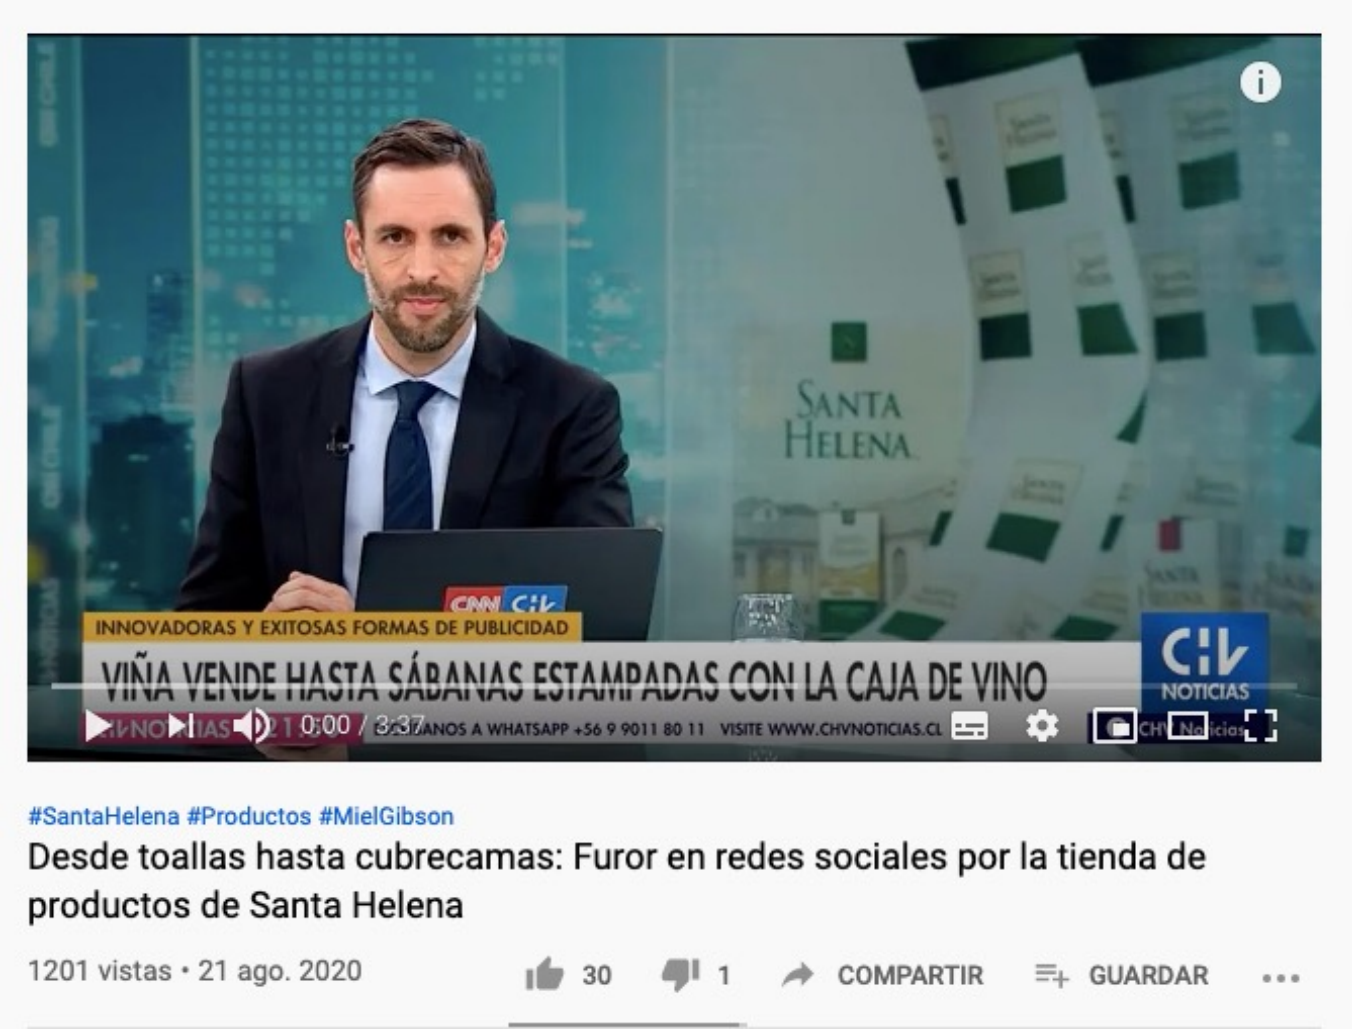 SANTA
HELENA
CNN CHV
INNOVADORAS Y EXITOSAS FORMAS DE PUBLICIDAD
VIÑA VENDE HASTA SÁBANAS ESTAMPADAS CON LA CAJA DE VINO
CHV
NOTICIAS
0:00 / 3:37
A WHATSAPP +56 9 9011 80 11 VISITE WWW.CHVNOTICIAS.CL
CHV Noticias
#SantaHelena #Productos #MielGibson
Desde toallas hasta cubrecamas: Furor en redes sociales por la tienda de
productos de Santa Helena
1201 vistas • 21 ago. 2020
30
1
COMPARTIR
GUARDAR